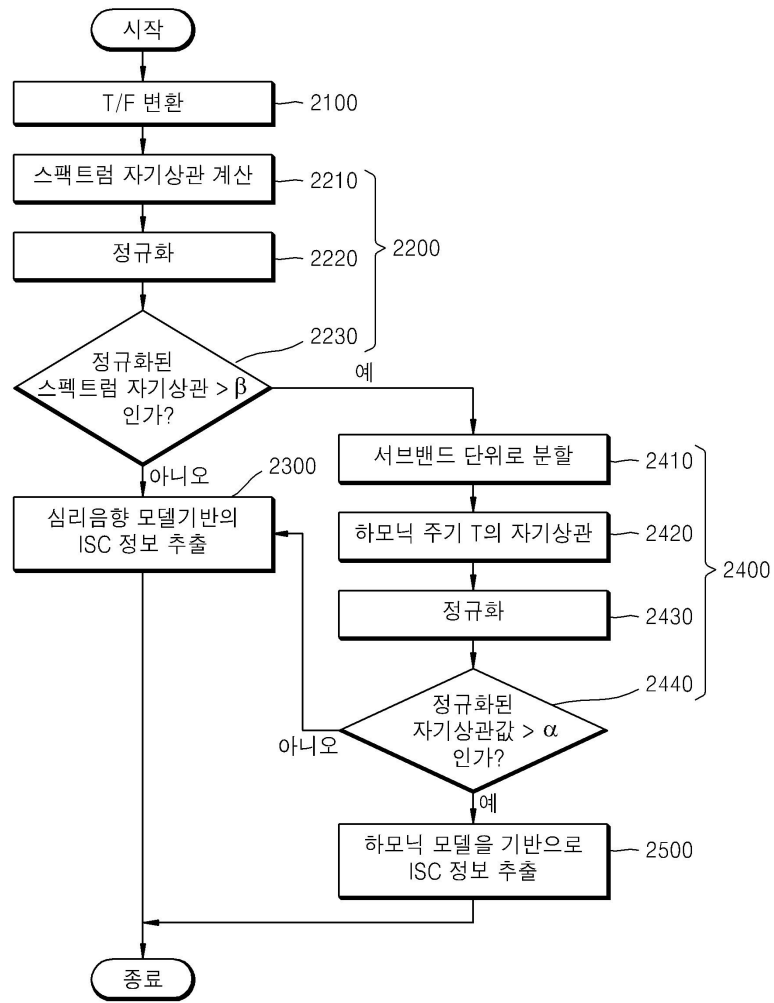 시작
T/F 변환
2100
스팩트럼 자기상관 계산
2210
정규화
2220
2200
2230
정규화된
스펙트럼 자기상관 > β
인가?
예
아니오
2300
심리음향 모델기반의
ISC 정보 추출
서브밴드 단위로 분할
2410
하모닉 주기 T의 자기상관
2420
2400
정규화
2430
2440
정규화된
자기상관값 > α
인가?
아니오
예
하모닉 모델을 기반으로
ISC 정보 추출
2500
종료